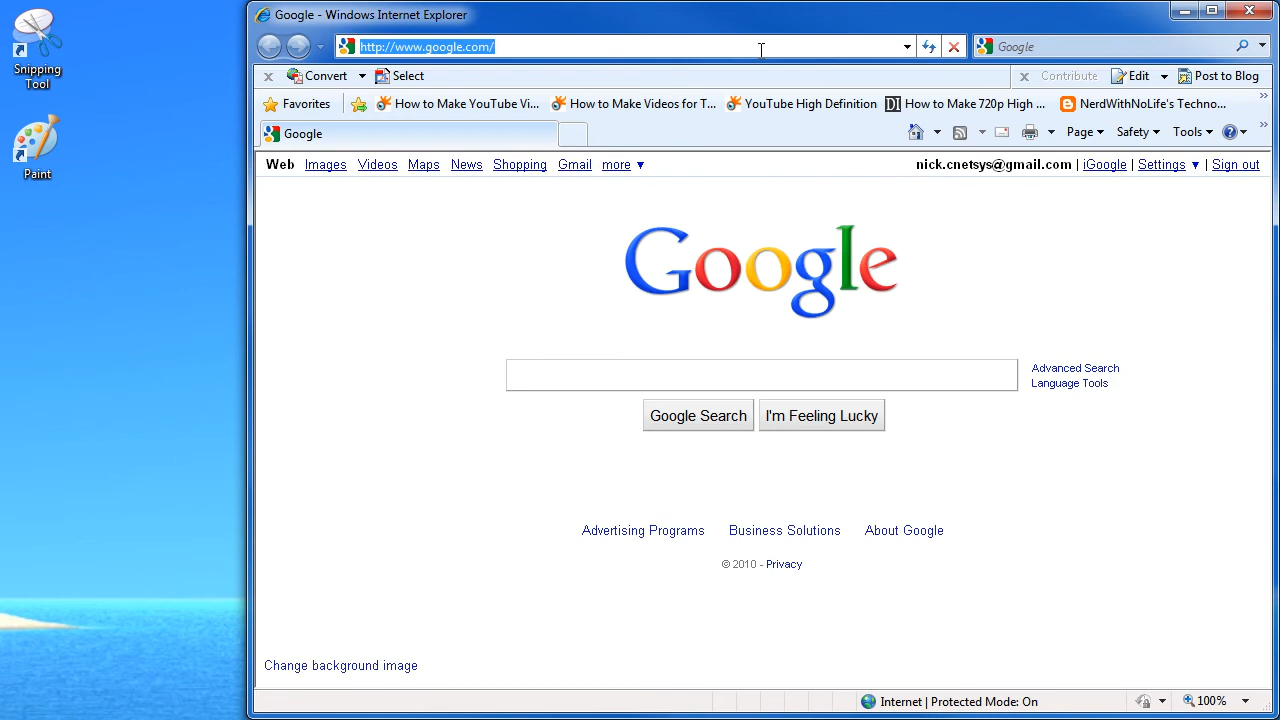 Snipping
Tool
Paint
Google - Windows Internet Explorer
http://www.google.com/
Google
Convert Select
Contribute Edit Post to Blog
Favorites How to Make YouTube Vi... How to Make Videos for T... YouTube High Definition How to Make 720p High ... NerdWithNoLife's Techno...
Google
Page Safety Tools
Web Images Videos Maps News Shopping Gmail more ▼
nick.cnetsys@gmail.com | iGoogle | Settings ▼ | Sign out
Google
Advanced Search
Language Tools
Google Search I'm Feeling Lucky
Advertising Programs Business Solutions About Google
© 2010 - Privacy
Change background image
Internet | Protected Mode: On
100%